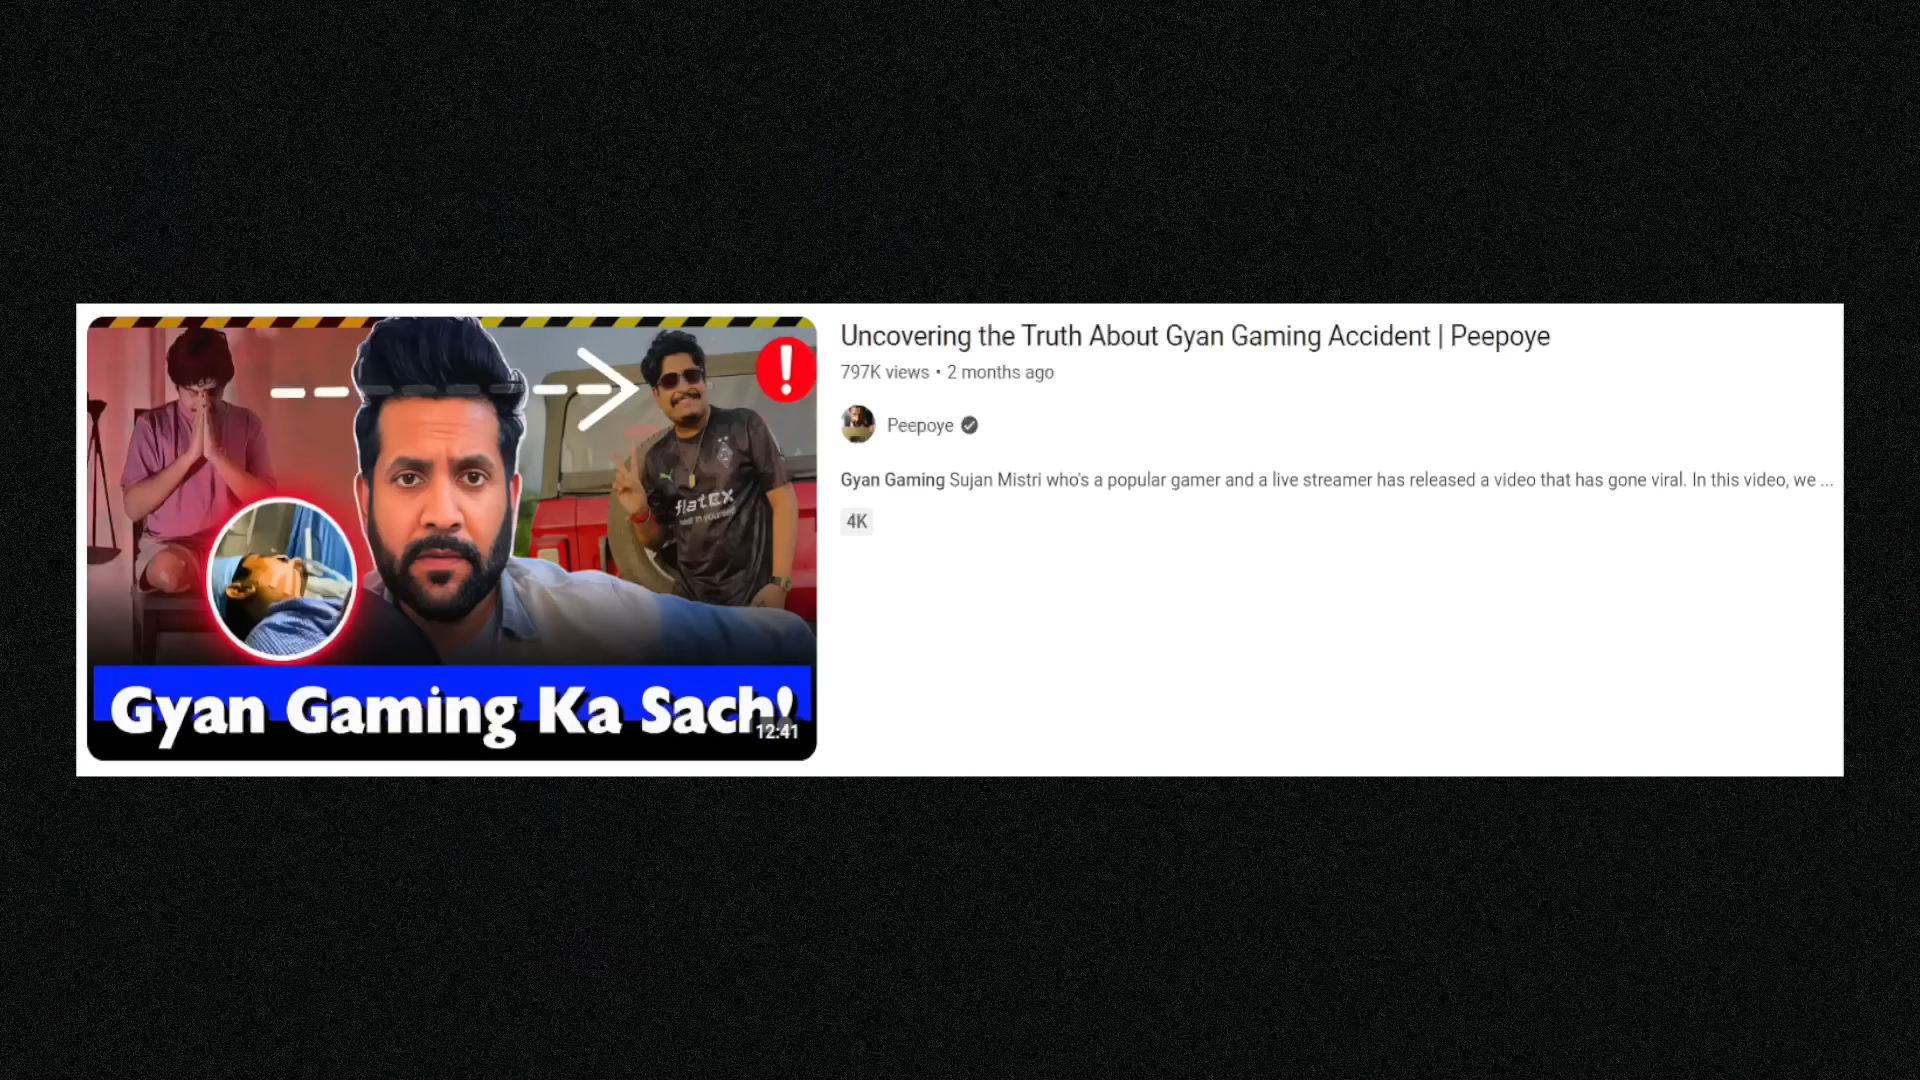 Uncovering the Truth About Gyan Gaming Accident | Peepoye
797K views • 2 months ago
Peepoye
Gyan Gaming Sujan Mistri who's a popular gamer and a live streamer has released a video that has gone viral. In this video, we ...
4K
!
flatex
Gyan Gaming Ka Sach!
12:41